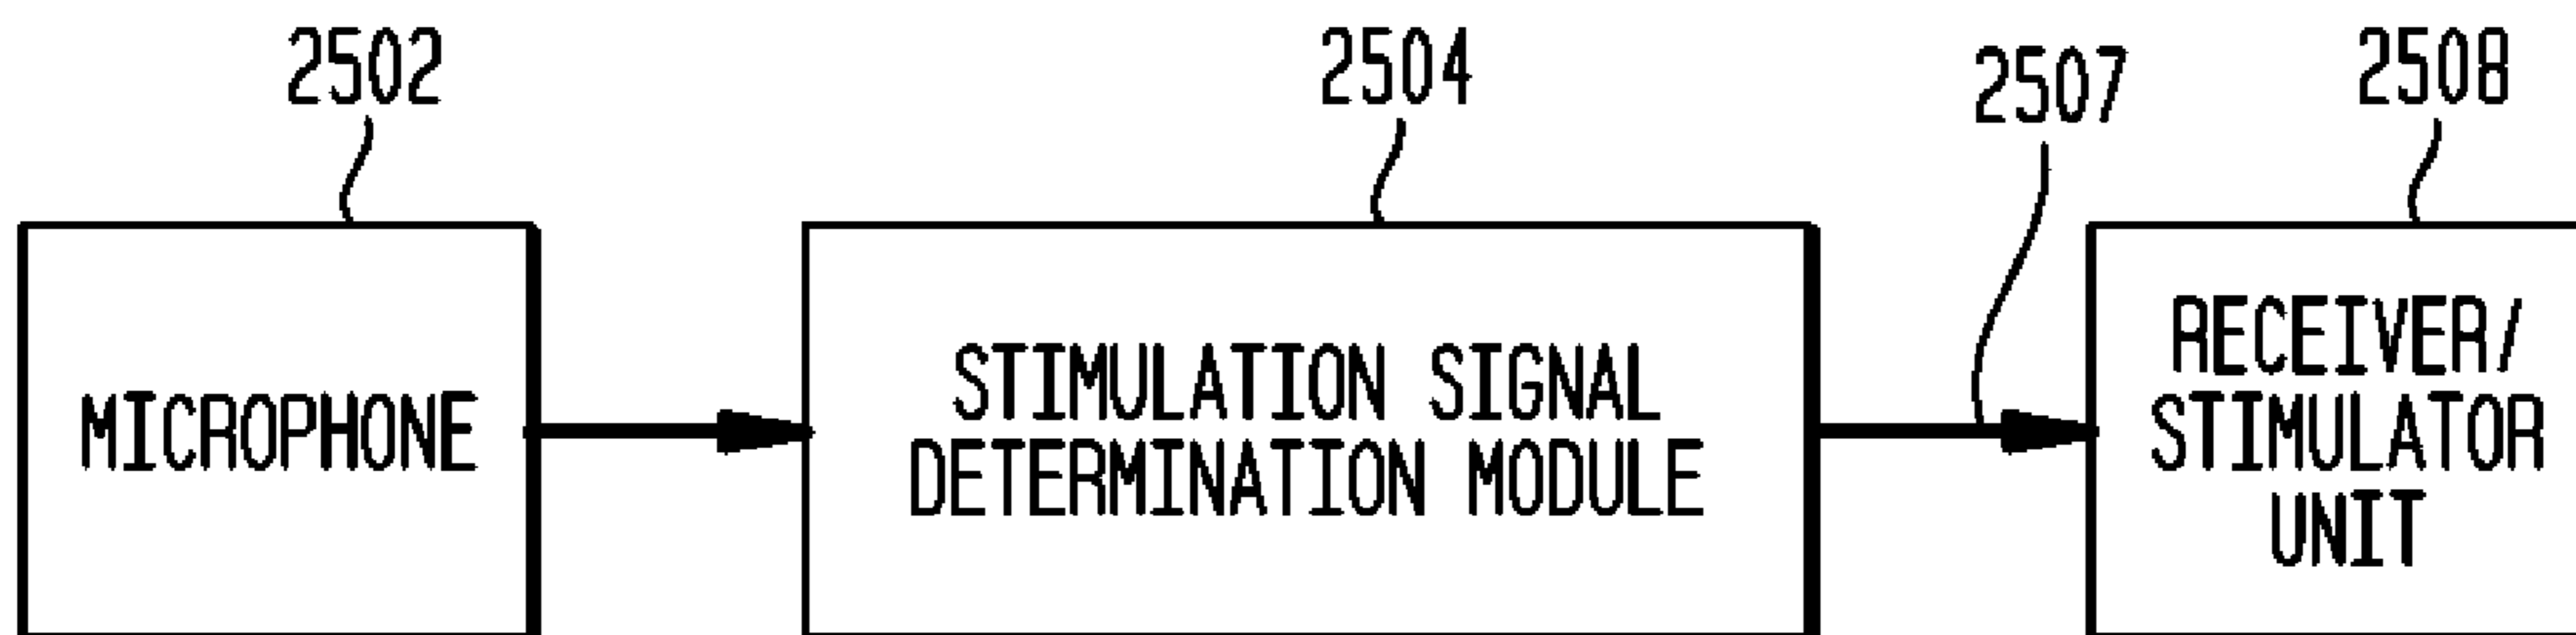 2502
2504
2507
2508
MICROPHONE
STIMULATION SIGNAL
DETERMINATION MODULE
RECEIVER/
STIMULATOR
UNIT